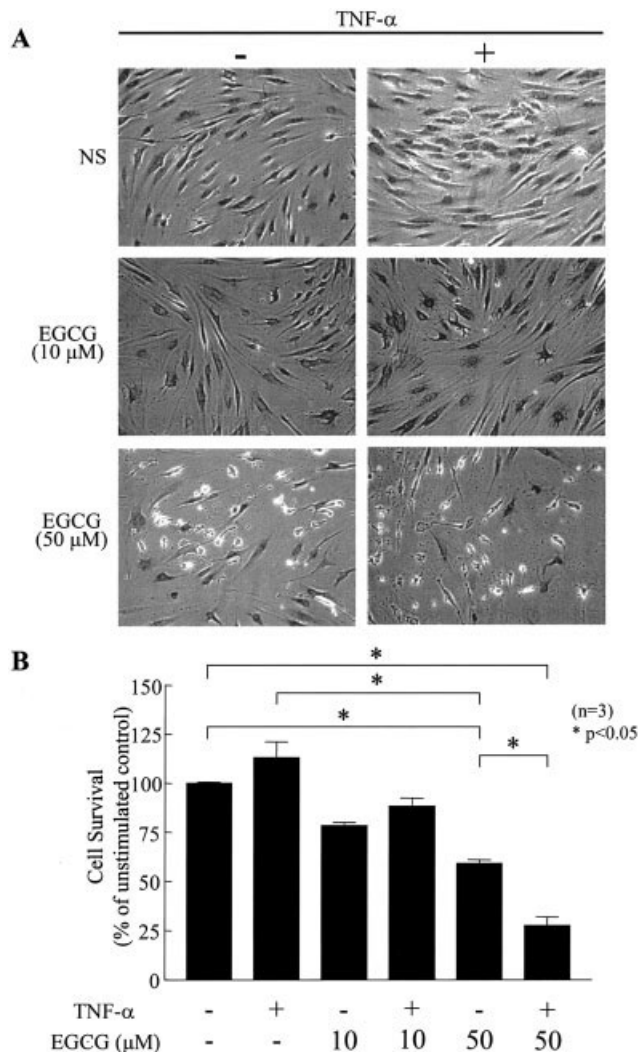 TNF-α
A
- +
NS
EGCG
(10 μM)
EGCG
(50 μM)
B
*
*
*
*
(n=3)
* p<0.05
Cell Survival
(% of unstimulated control)
150
125
100
75
50
25
0
TNF-α - + - + - +
EGCG (μM) - - 10 10 50 50